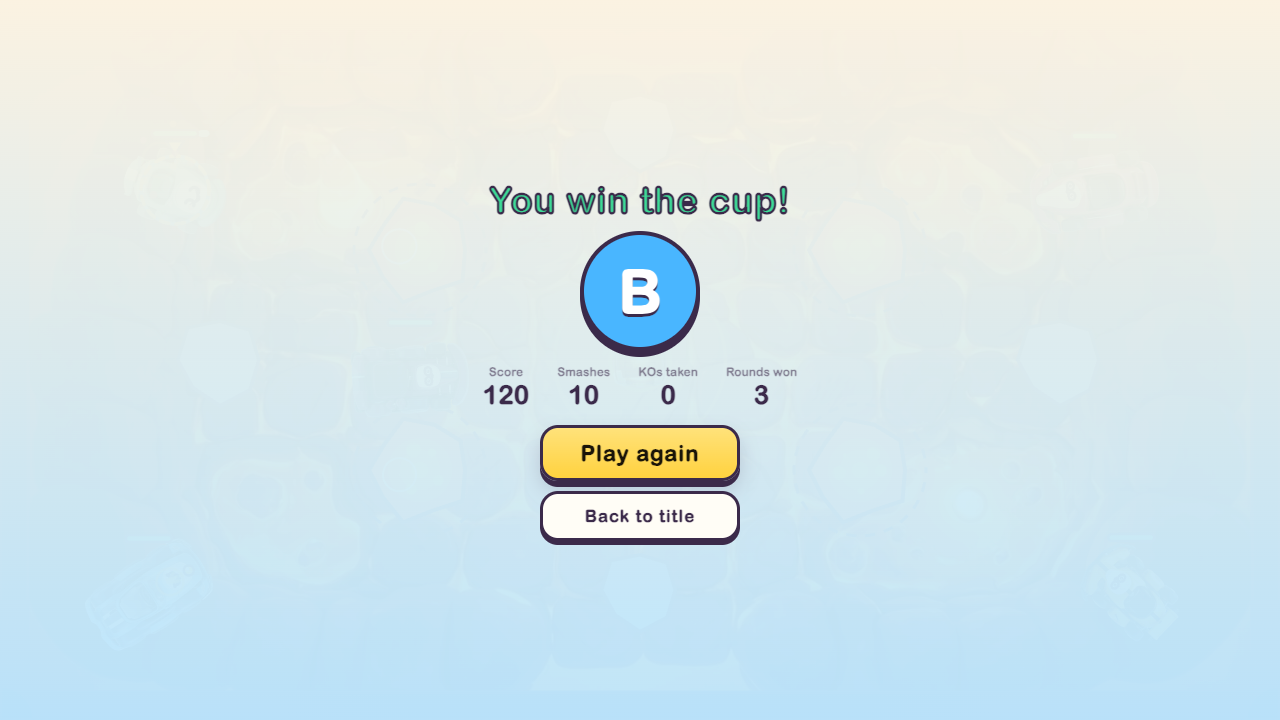 You win the cup!
B
Score Smashes KOs taken Rounds won
120 10 0 3
Play again
Back to title